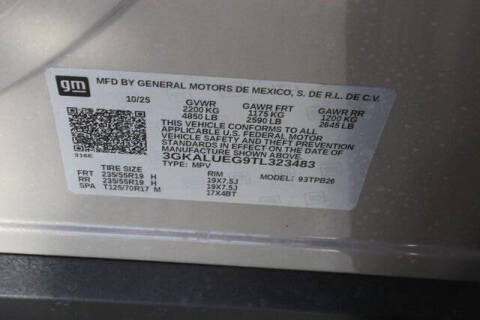 gm MFD BY GENERAL MOTORS DE MEXICO, S. DE R.L. DE C.V.
10/25 GVWR GAWR FRT GAWR RR
2200 KG 1175 KG 1200 KG
4850 LB 2590 LB 2645 LB
THIS VEHICLE CONFORMS TO ALL
APPLICABLE U.S. FEDERAL MOTOR
VEHICLE SAFETY AND THEFT PREVENTION
STANDARDS IN EFFECT ON THE DATE OF
MANUFACTURE SHOWN ABOVE.
3GKALUEG9TL323483
TYPE: MPV MODEL: 93TPB26
TIRE SIZE RIM
FRT 235/55R19 H 19X7.5J
RR 235/55R19 H 19X7.5J
SPA T125/70R17 M 17X4BT